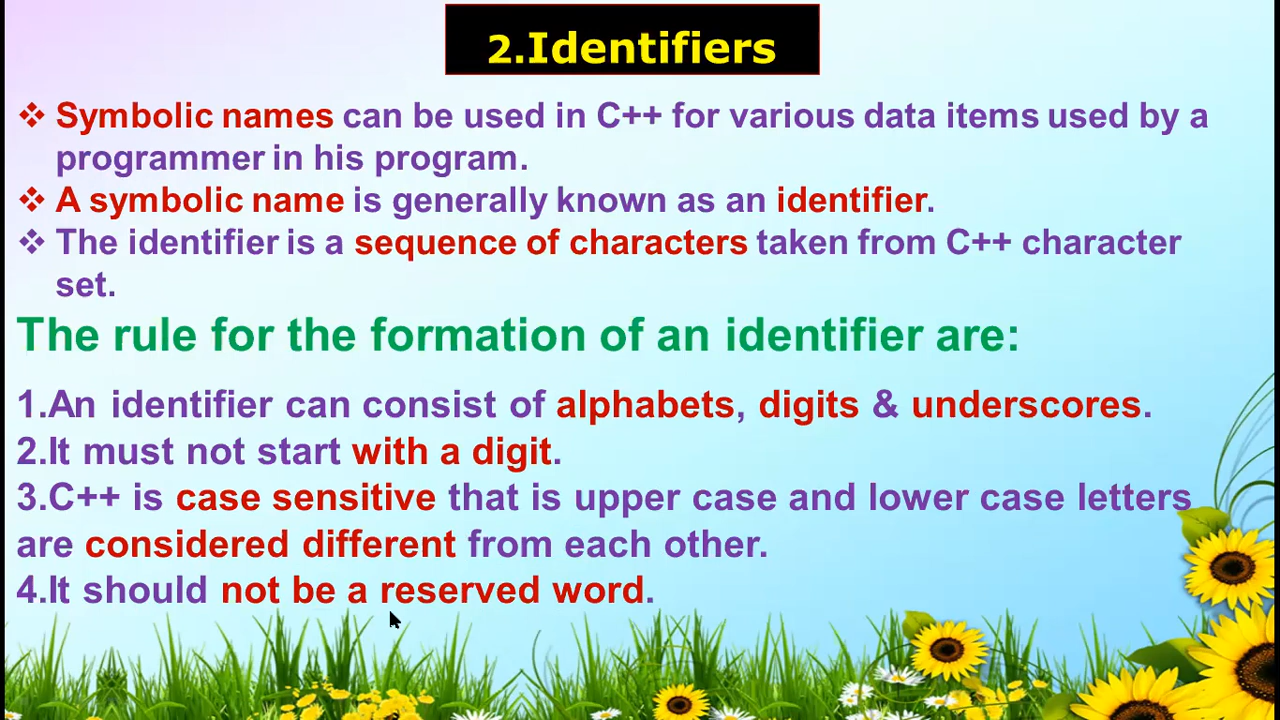 2.Identifiers
❖ Symbolic names can be used in C++ for various data items used by a
programmer in his program.
❖ A symbolic name is generally known as an identifier.
❖ The identifier is a sequence of characters taken from C++ character
set.
The rule for the formation of an identifier are:
1.An identifier can consist of alphabets, digits & underscores.
2.It must not start with a digit.
3.C++ is case sensitive that is upper case and lower case letters
are considered different from each other.
4.It should not be a reserved word.